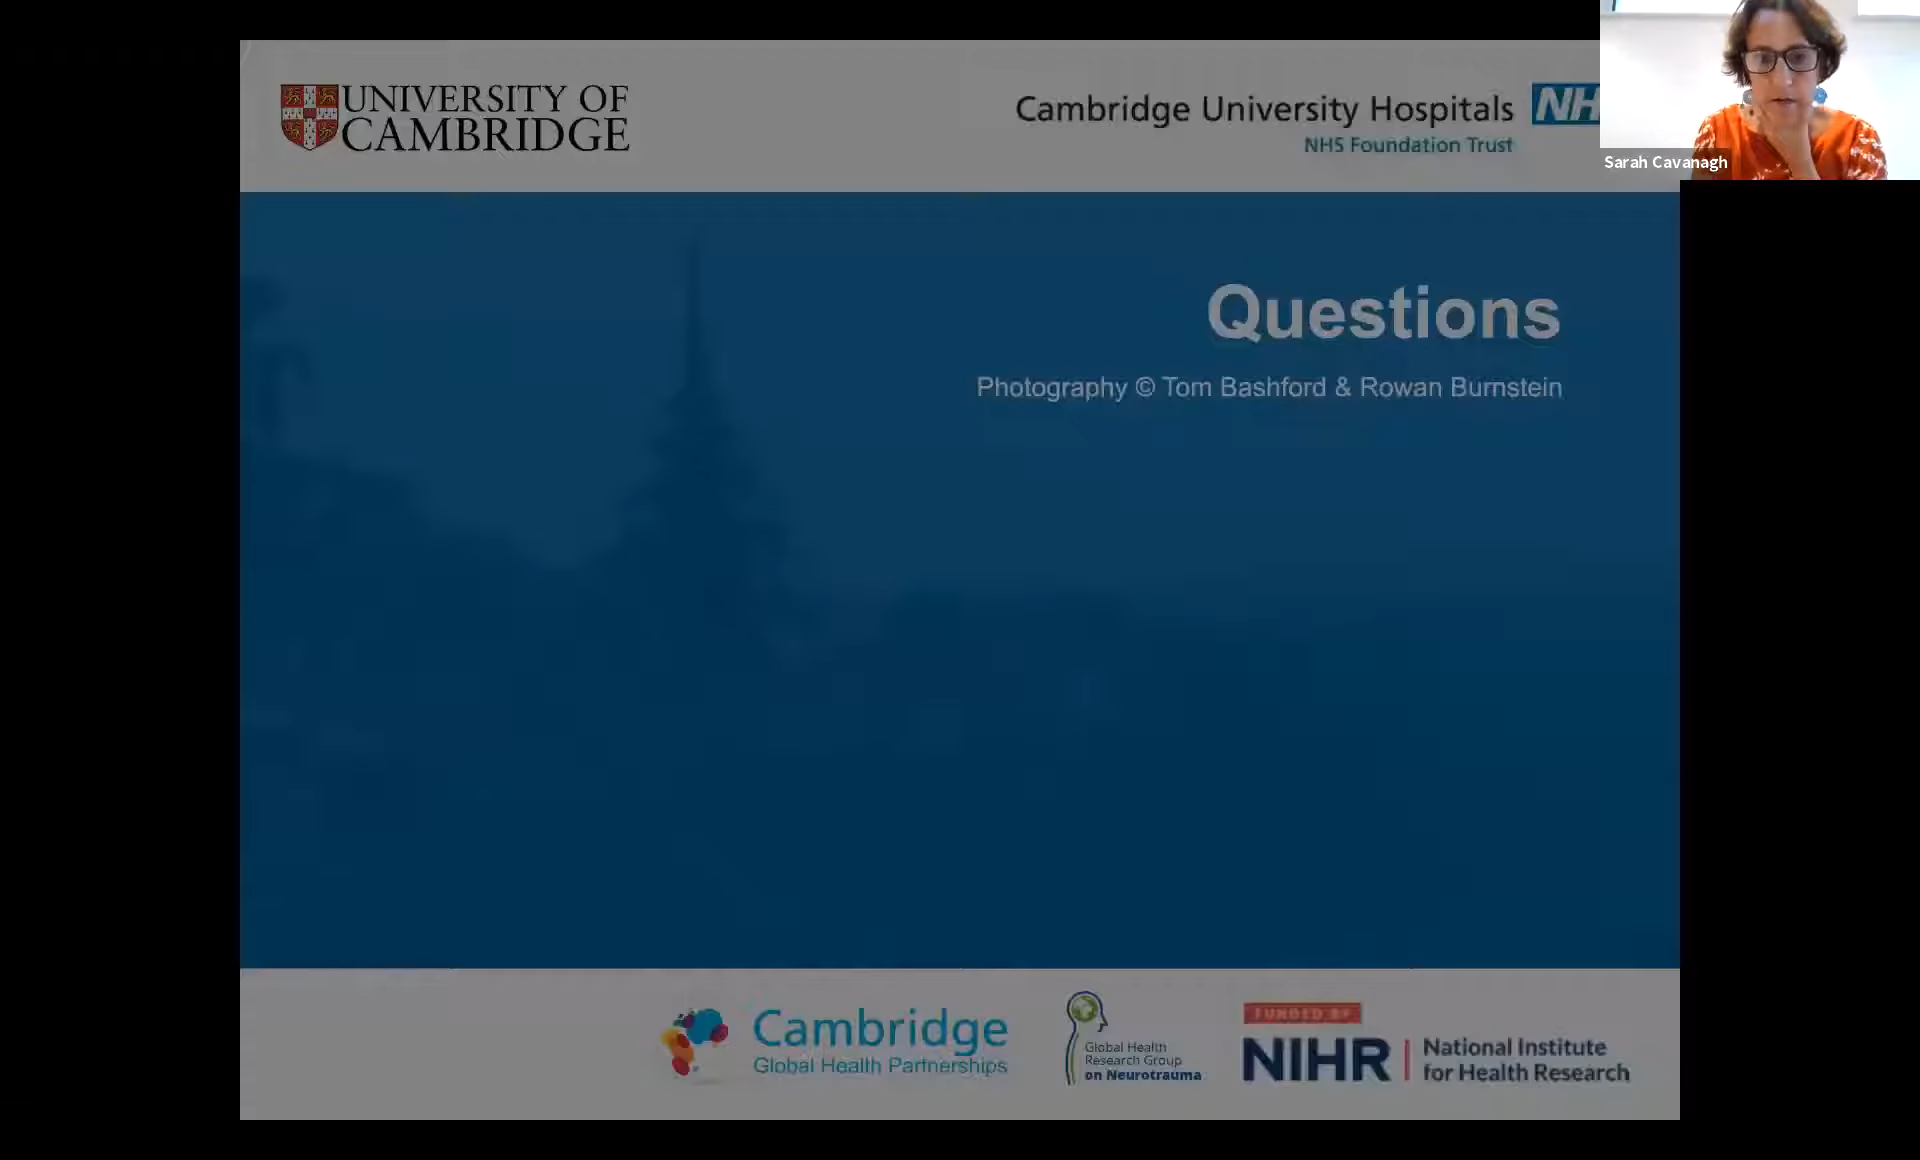 UNIVERSITY OF
CAMBRIDGE
Cambridge University Hospitals NH
NHS Foundation Trust
Sarah Cavanagh
Questions
Photography © Tom Bashford & Rowan Burnstein
Cambridge
Global Health Partnerships
Global Health
Research Group
on Neurotrauma
FUNDED BY
NIHR | National Institute
for Health Research